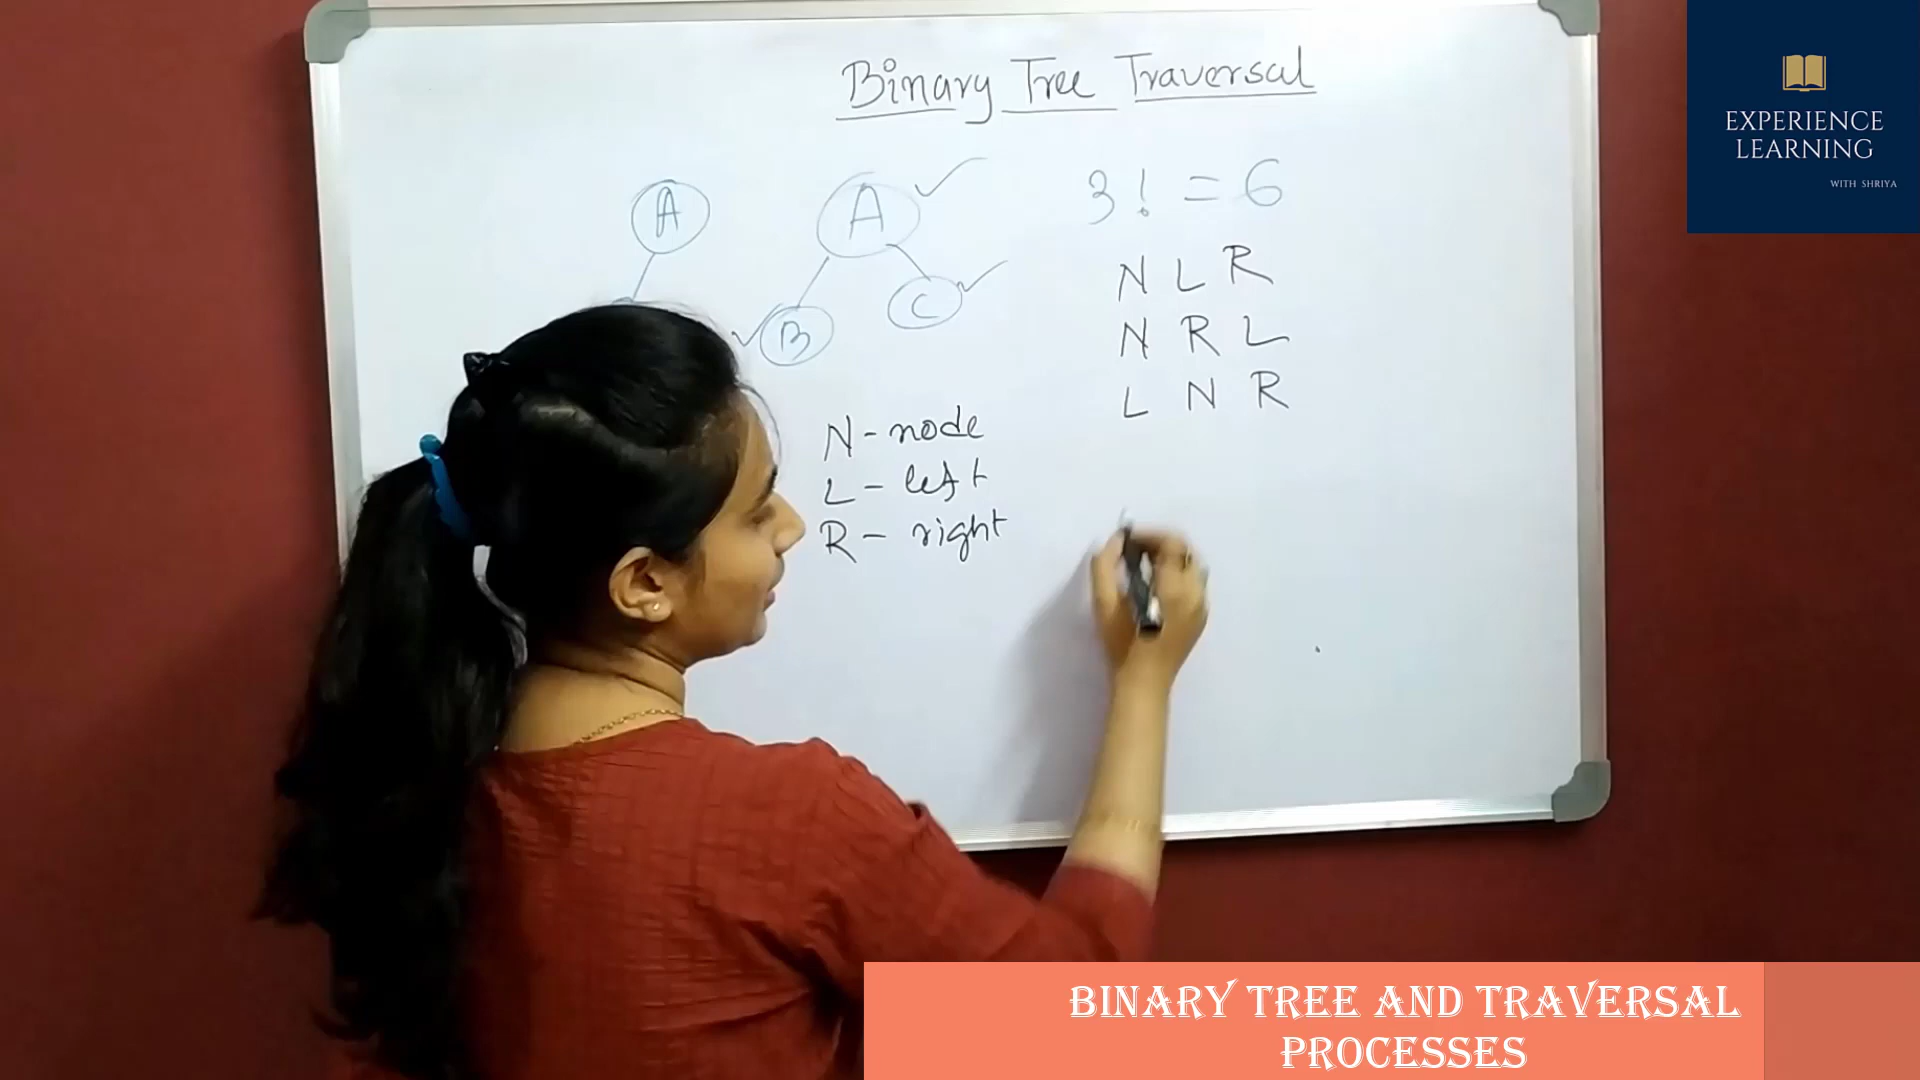 Binary Tree Traversal
A
A
B
C
3! = 6
N L R
N R L
L N R
N - node
L - left
R - right
EXPERIENCE
LEARNING
WITH SHRIYA
BINARY TREE AND TRAVERSAL
PROCESSES